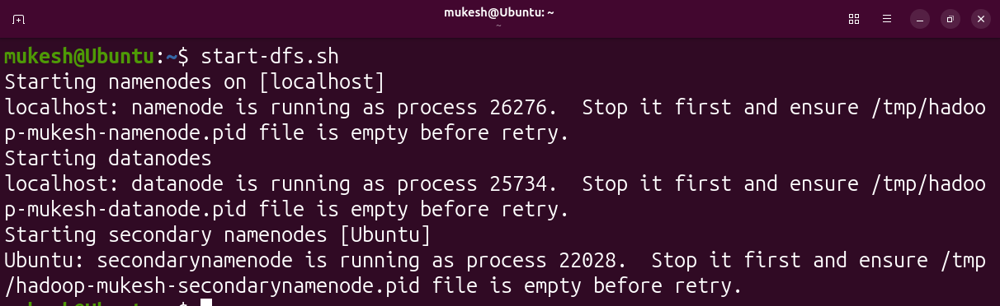 mukesh@Ubuntu: ~
~
mukesh@Ubuntu:~$ start-dfs.sh
Starting namenodes on [localhost]
localhost: namenode is running as process 26276.  Stop it first and ensure /tmp/hadoo
p-mukesh-namenode.pid file is empty before retry.
Starting datanodes
localhost: datanode is running as process 25734.  Stop it first and ensure /tmp/hadoo
p-mukesh-datanode.pid file is empty before retry.
Starting secondary namenodes [Ubuntu]
Ubuntu: secondarynamenode is running as process 22028.  Stop it first and ensure /tmp
/hadoop-mukesh-secondarynamenode.pid file is empty before retry.
mukesh@Ubuntu:~$